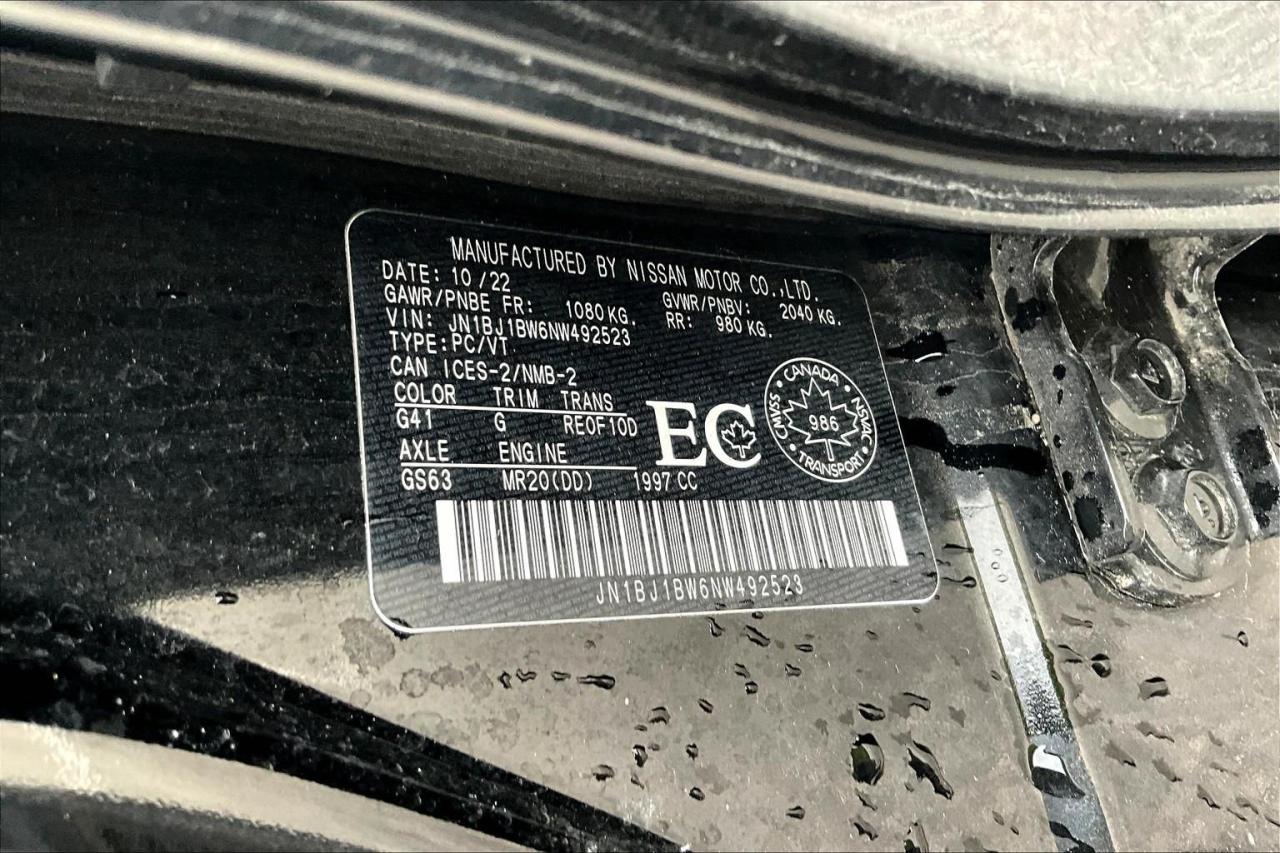 MANUFACTURED BY NISSAN MOTOR CO.,LTD.
DATE: 10 /22
GAWR/PNBE FR: 1080 KG. GVWR/PNBV: 2040 KG.
RR: 980 KG.
VIN: JN1BJ1BW6NW492523
TYPE:PC/VT
CAN ICES-2/NMB-2
COLOR TRIM TRANS
G41 G RE0F10D
AXLE ENGINE
GS63 MR20(DD) 1997 CC
EC
CANADA
CMVSS
986
NSVAC
TRANSPORT
JN1BJ1BW6NW492523